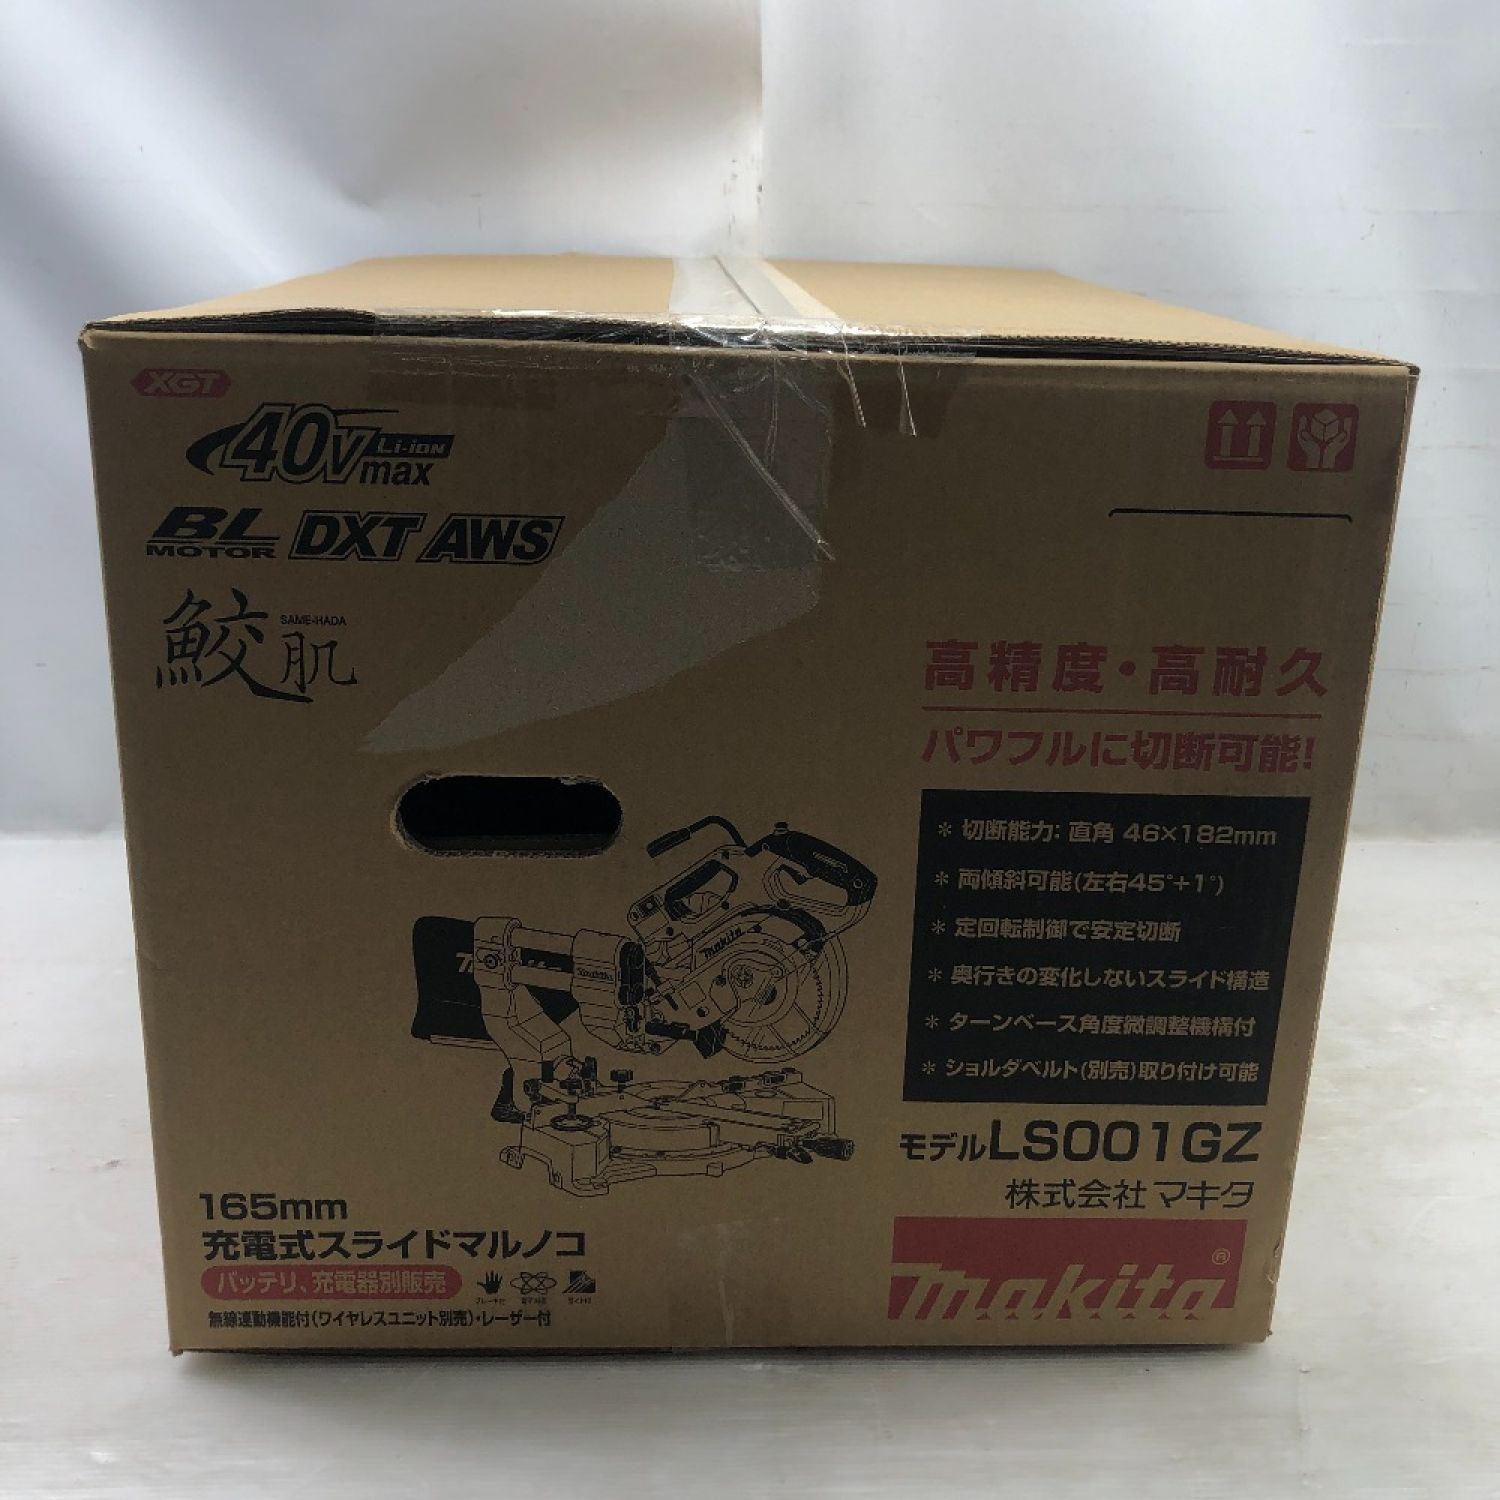 XGT
40Vmax Li-ion
BL MOTOR DXT AWS
鮫肌 SAME-HADA
高精度・高耐久
パワフルに切断可能!
* 切断能力: 直角 46×182mm
* 両傾斜可能(左右45°+1°)
* 定回転制御で安定切断
* 奥行きの変化しないスライド構造
* ターンベース角度微調整機構付
* ショルダベルト(別売)取り付け可能
makita
Makita
モデルLS001GZ
株式会社 マキタ
makita®
165mm
充電式スライドマルノコ
バッテリ、充電器別販売
無線連動機能付(ワイヤレスユニット別売)・レーザー付